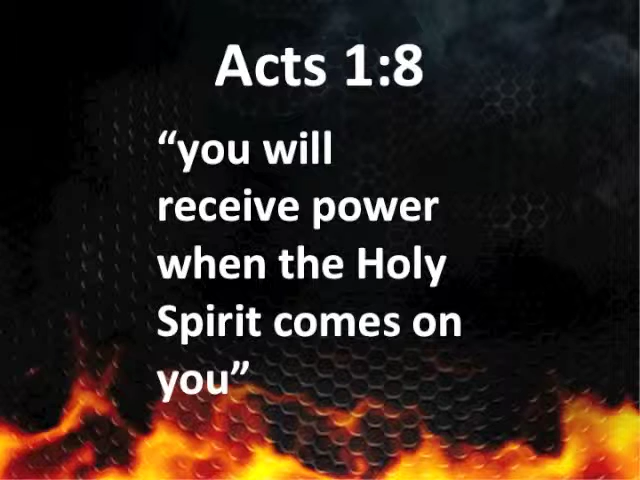 Acts 1:8
“you will
receive power
when the Holy
Spirit comes on
you”